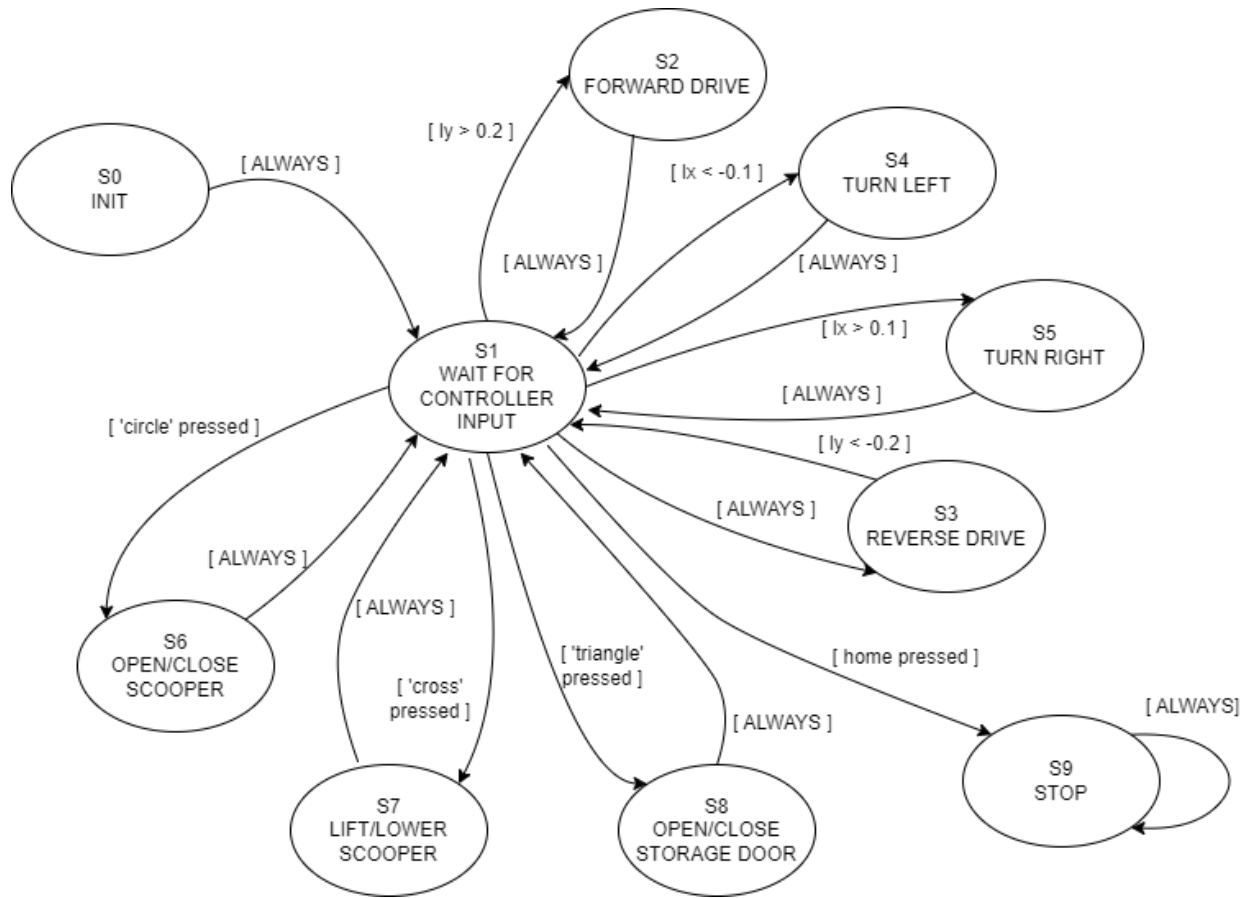 S2
FORWARD DRIVE
[ ly > 0.2 ]
S4
TURN LEFT
[ lx < -0.1 ]
[ ALWAYS ]
S0
INIT
[ ALWAYS ]
[ ALWAYS ]
S5
TURN RIGHT
[ lx > 0.1 ]
S1
WAIT FOR
CONTROLLER
INPUT
[ ALWAYS ]
[ 'circle' pressed ]
[ ly < -0.2 ]
S3
REVERSE DRIVE
[ ALWAYS ]
[ ALWAYS ]
[ ALWAYS ]
S6
OPEN/CLOSE
SCOOPER
[ 'cross'
pressed ]
[ 'triangle'
pressed ]
[ home pressed ]
[ ALWAYS ]
[ ALWAYS]
S9
STOP
S7
LIFT/LOWER
SCOOPER
S8
OPEN/CLOSE
STORAGE DOOR